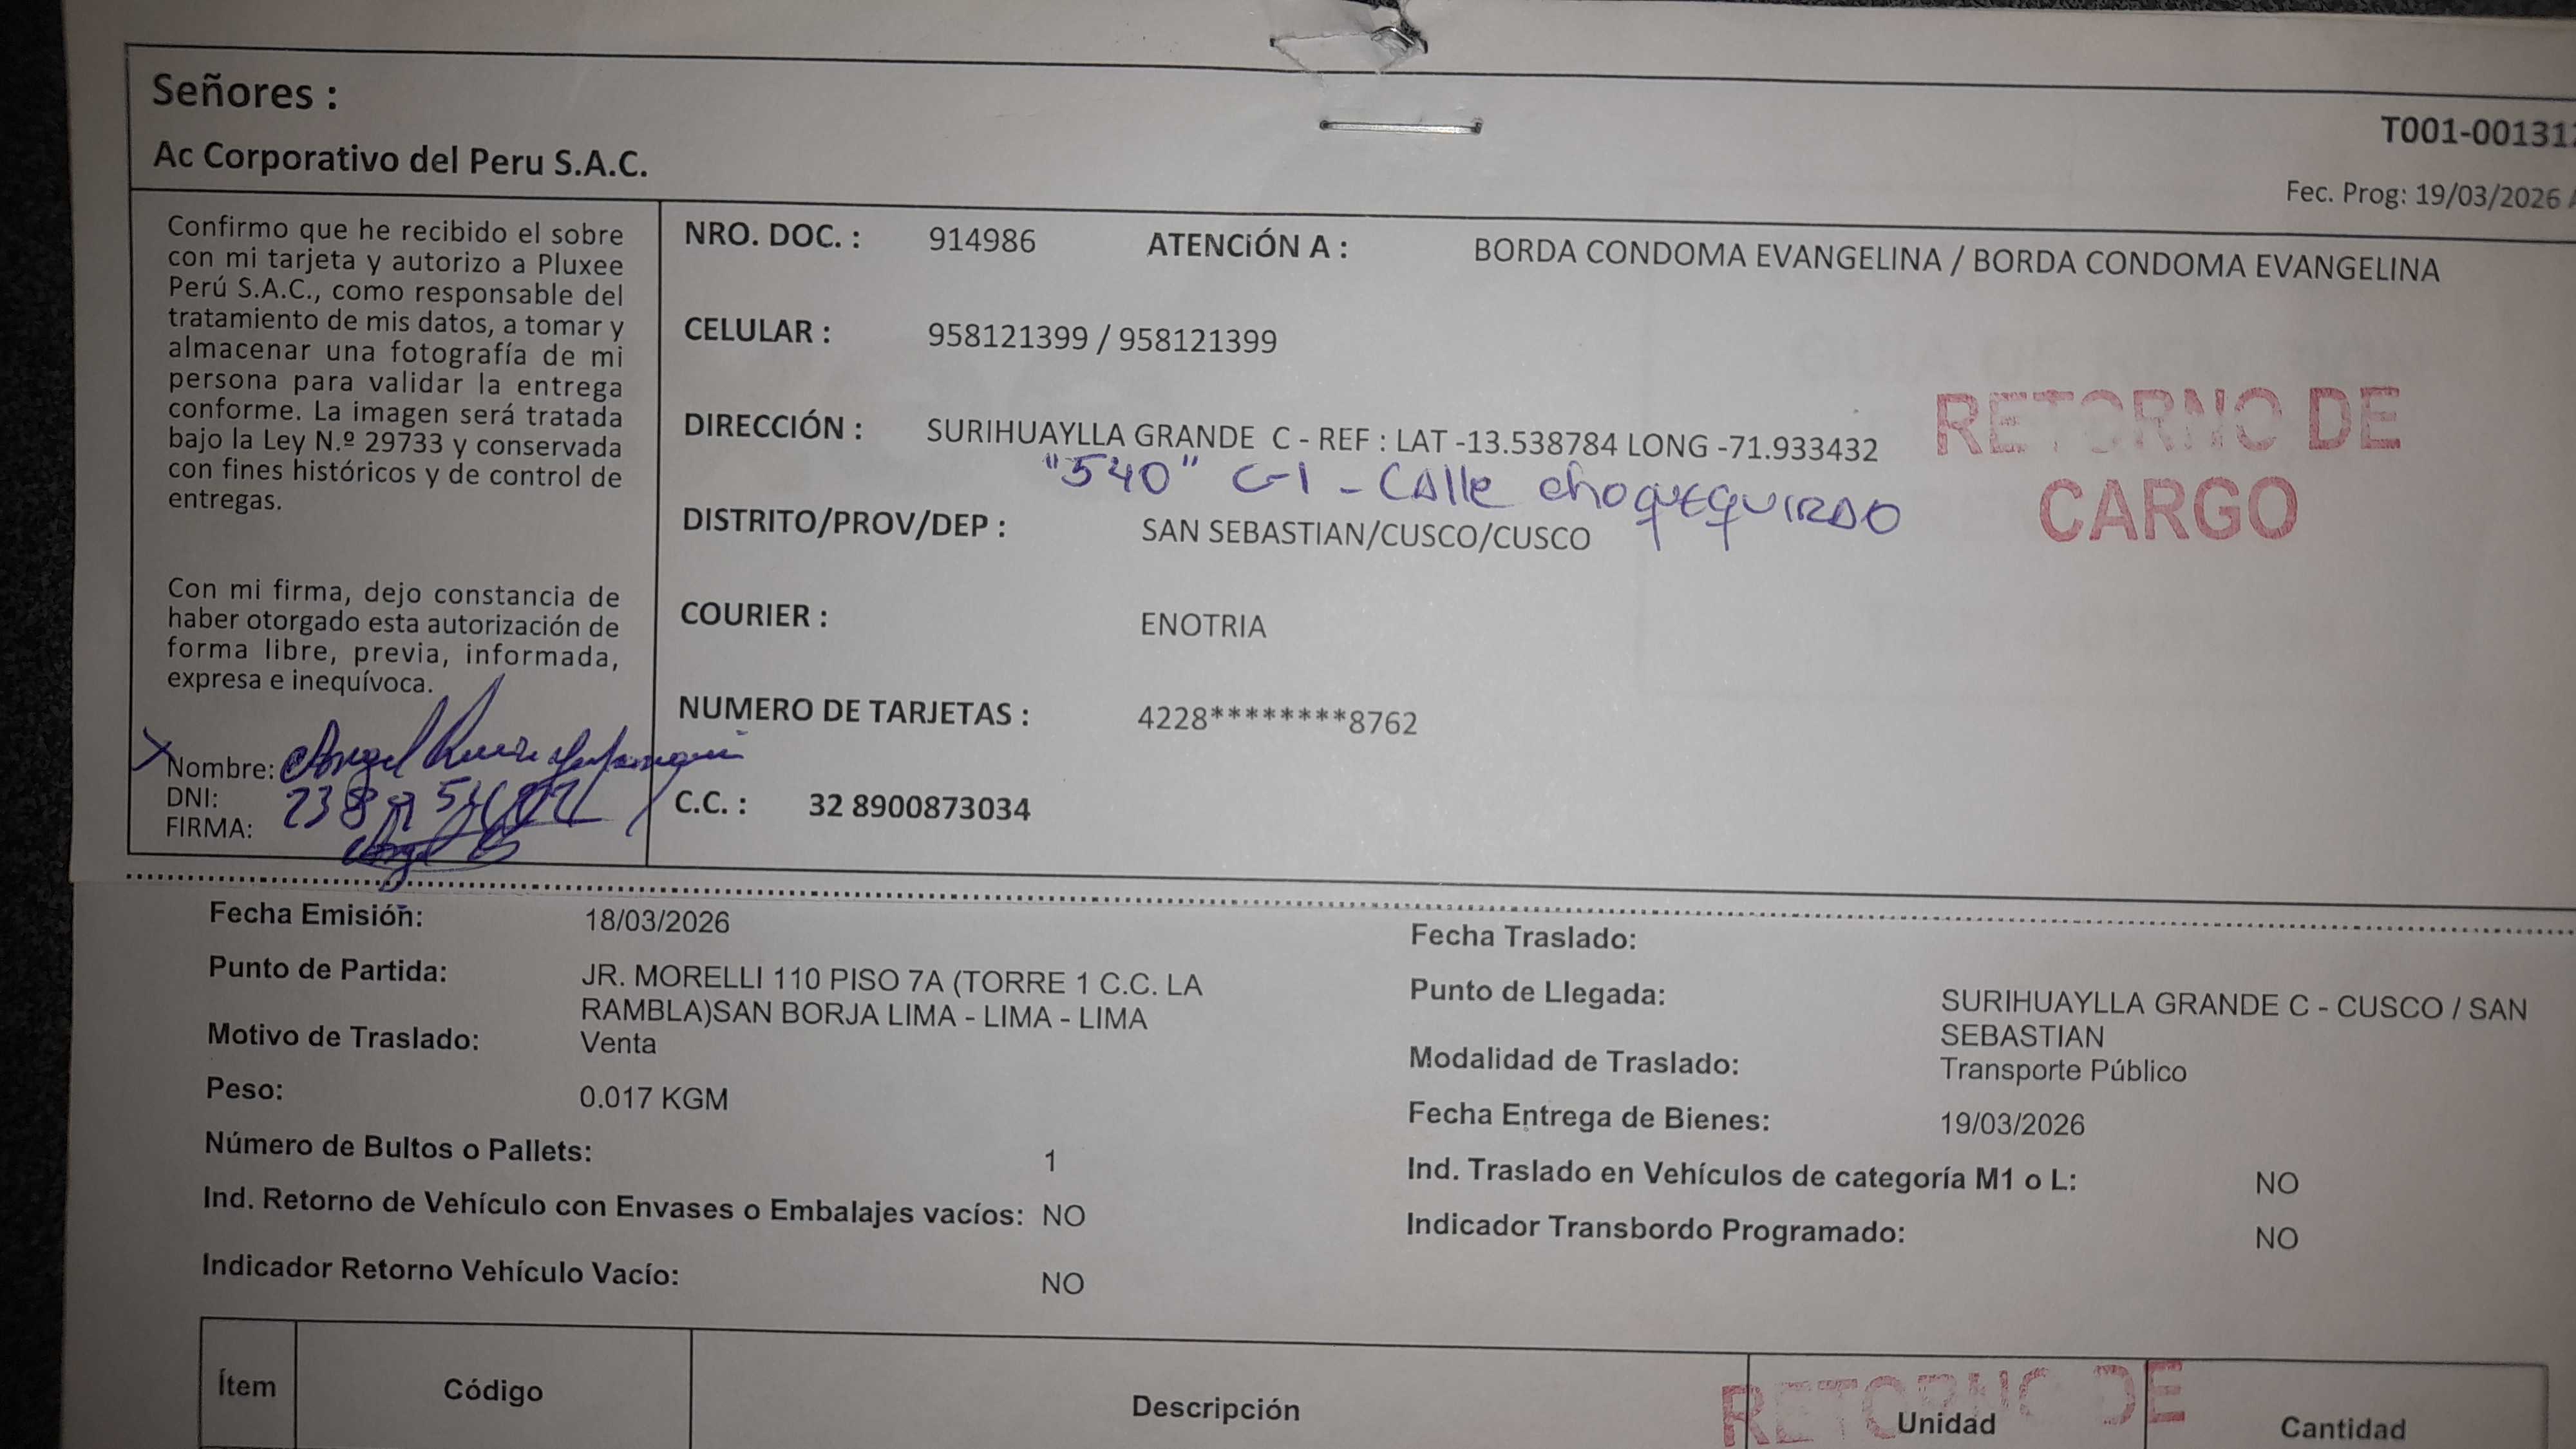 Señores :
Ac Corporativo del Peru S.A.C.
T001-00131
Fec. Prog: 19/03/2026
Confirmo que he recibido el sobre
con mi tarjeta y autorizo a Pluxee
Perú S.A.C., como responsable del
tratamiento de mis datos, a tomar y
almacenar una fotografía de mi
persona para validar la entrega
conforme. La imagen será tratada
bajo la Ley N.º 29733 y conservada
con fines históricos y de control de
entregas.
Con mi firma, dejo constancia de
haber otorgado esta autorización de
forma libre, previa, informada,
expresa e inequívoca.
Nombre: Angel
DNI:
FIRMA:
NRO. DOC. : 914986 ATENCiÓN A : BORDA CONDOMA EVANGELINA / BORDA CONDOMA EVANGELINA
CELULAR : 958121399 / 958121399
DIRECCIÓN : SURIHUAYLLA GRANDE C - REF : LAT -13.538784 LONG -71.933432
"540" C-1 - Calle choquequirao
RETORNO DE
CARGO
DISTRITO/PROV/DEP : SAN SEBASTIAN/CUSCO/CUSCO
COURIER : ENOTRIA
NUMERO DE TARJETAS : 4228********8762
C.C. : 32 8900873034
Fecha Emisión: 18/03/2026
Punto de Partida: JR. MORELLI 110 PISO 7A (TORRE 1 C.C. LA
RAMBLA)SAN BORJA LIMA - LIMA - LIMA
Motivo de Traslado: Venta
Peso: 0.017 KGM
Número de Bultos o Pallets: 1
Ind. Retorno de Vehículo con Envases o Embalajes vacíos: NO
Indicador Retorno Vehículo Vacío: NO
Fecha Traslado:
Punto de Llegada: SURIHUAYLLA GRANDE C - CUSCO / SAN
SEBASTIAN
Modalidad de Traslado: Transporte Público
Fecha Entrega de Bienes: 19/03/2026
Ind. Traslado en Vehículos de categoría M1 o L: NO
Indicador Transbordo Programado: NO
RETORNO DE
Ítem Código Descripción Unidad Cantidad